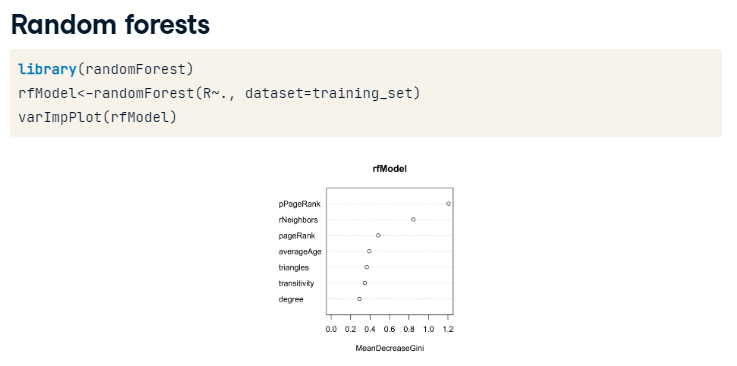 Random forests
library(randomForest)
rfModel<-randomForest(R~., dataset=training_set)
varImpPlot(rfModel)
rfModel
pPageRank
rNeighbors
pageRank
averageAge
triangles
transitivity
degree
0.0 0.2 0.4 0.6 0.8 1.0 1.2
MeanDecreaseGini